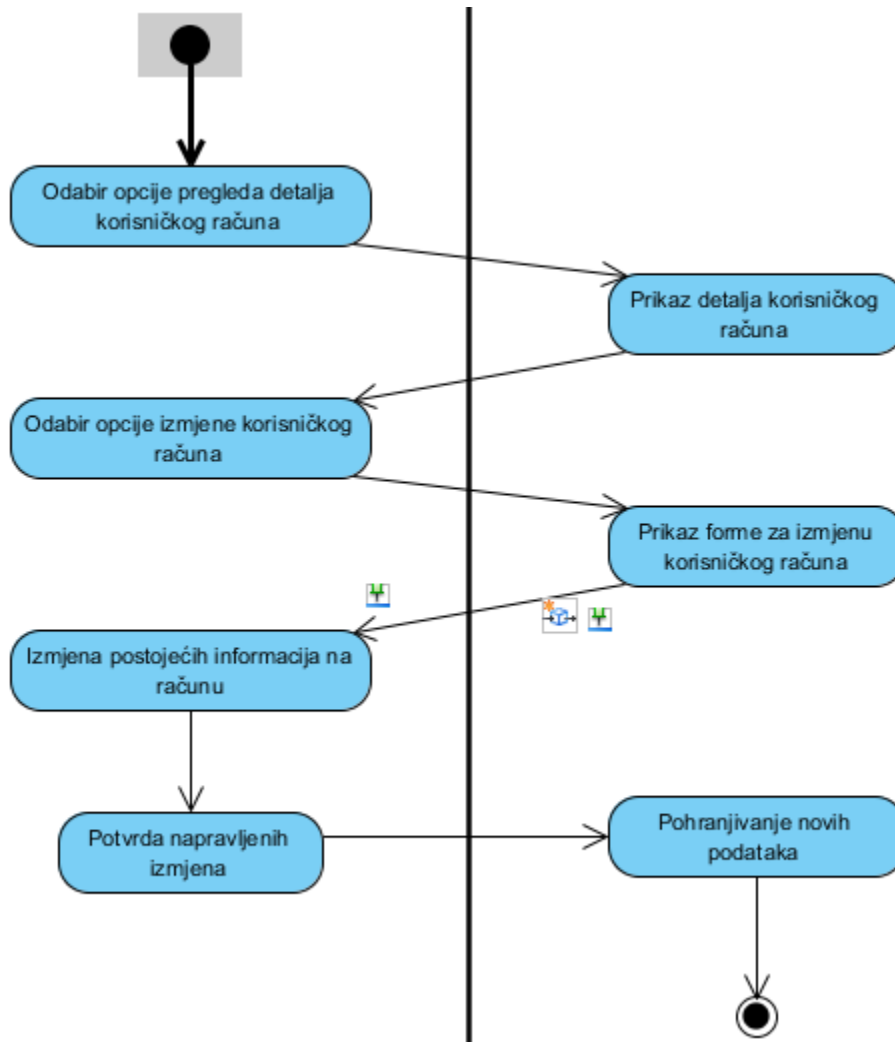 Odabir opcije pregleda detalja
korisničkog računa
Prikaz detalja korisničkog
računa
Odabir opcije izmjene korisničkog
računa
Prikaz forme za izmjenu
korisničkog računa
Izmjena postojećih informacija na
računu
Potvrda napravljenih
izmjena
Pohranjivanje novih
podataka